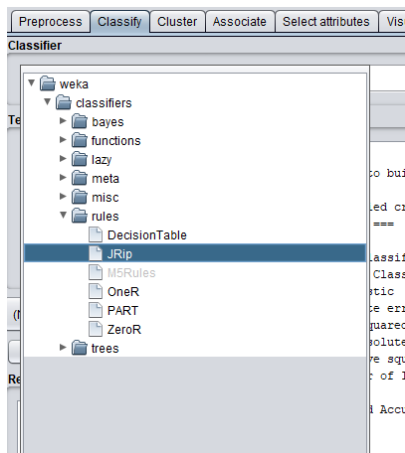 Preprocess Classify Cluster Associate Select attributes
Classifier
weka
classifiers
bayes
functions
lazy
meta
misc
rules
DecisionTable
JRip
M5Rules
OneR
PART
ZeroR
trees
===